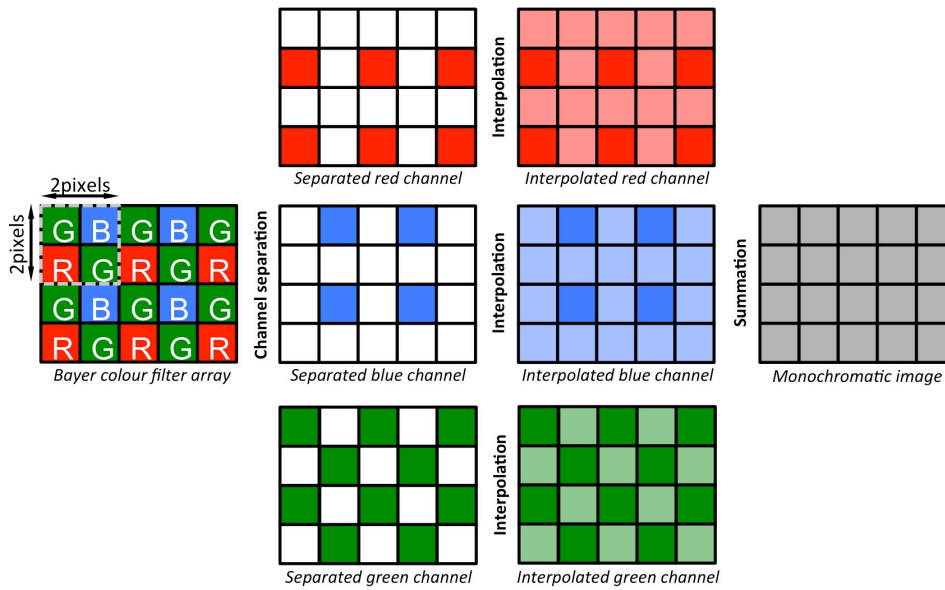 Interpolation
Separated red channel
Interpolated red channel
2pixels
2pixels
G B G B G
R G R G R
G B G B G
R G R G R
Bayer colour filter array
Channel separation
Separated blue channel
Interpolation
Interpolated blue channel
Summation
Monochromatic image
Interpolation
Separated green channel
Interpolated green channel